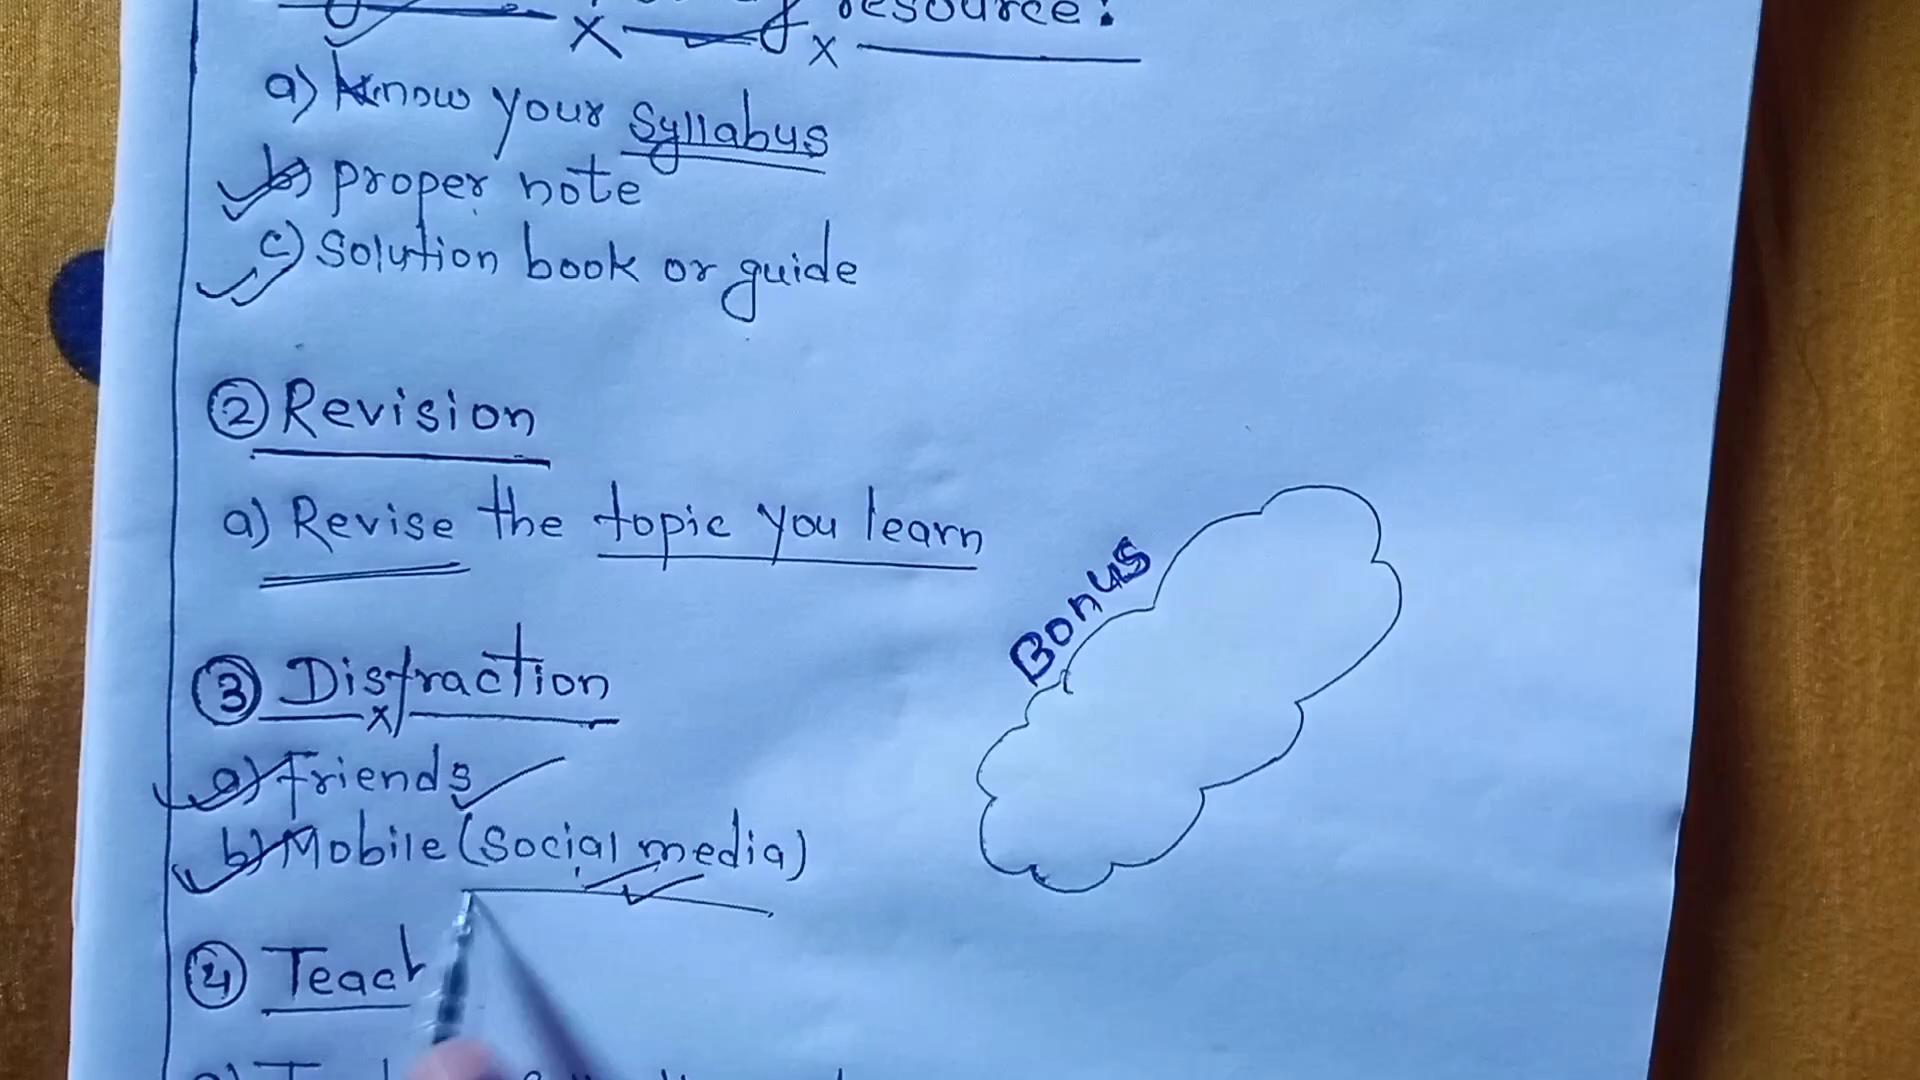 resource:
a) Know your syllabus
b) proper note
c) Solution book or guide
② Revision
a) Revise the topic you learn
Bonus
③ Distraction
a) friends
b) Mobile (Social media)
④ Teach